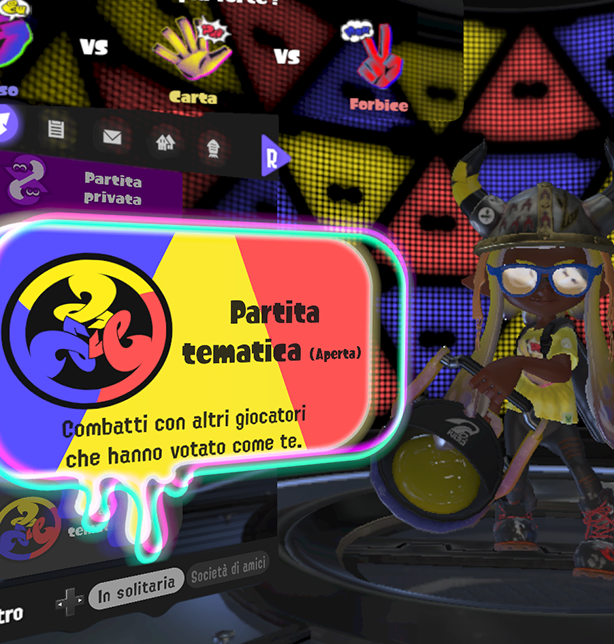 vs
vs
Carta
Forbice
R
Partita
privata
Partita
tematica (Aperta)
Combatti con altri giocatori
che hanno votato come te.
In solitaria
Società di amici